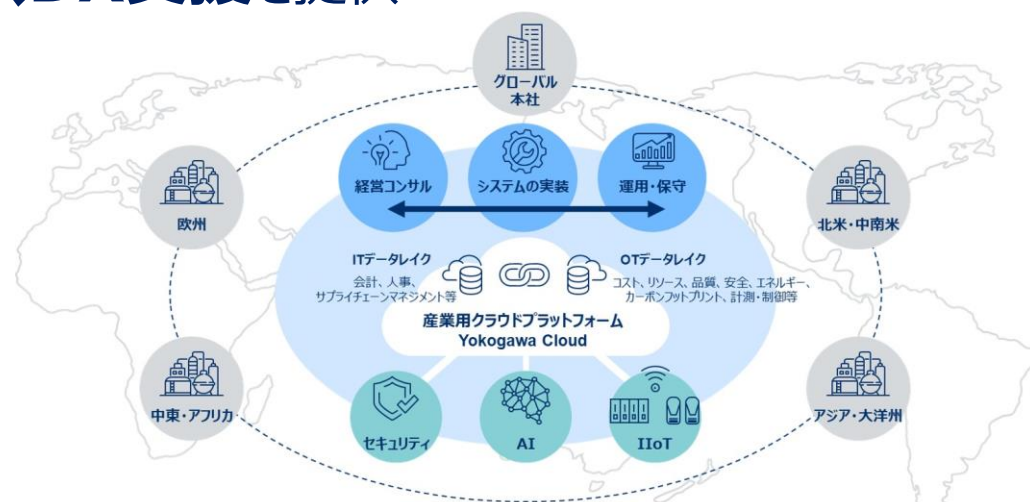 グローバル
本社
経営コンサル
システムの実装
運用・保守
欧州
北米・中南米
ITデータレイク
会計、人事、
サプライチェーンマネジメント等
OTデータレイク
コスト、リソース、品質、安全、エネルギー、
カーボンフットプリント、計測・制御等
産業用クラウドプラットフォーム
Yokogawa Cloud
中東・アフリカ
アジア・大洋州
セキュリティ
AI
IIoT